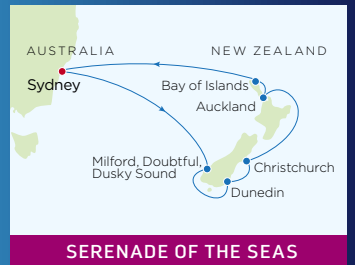 AUSTRALIA
NEW ZEALAND
Sydney
Bay of Islands
Auckland
Milford, Doubtful,
Dusky Sound
Christchurch
Dunedin
SERENADE OF THE SEAS